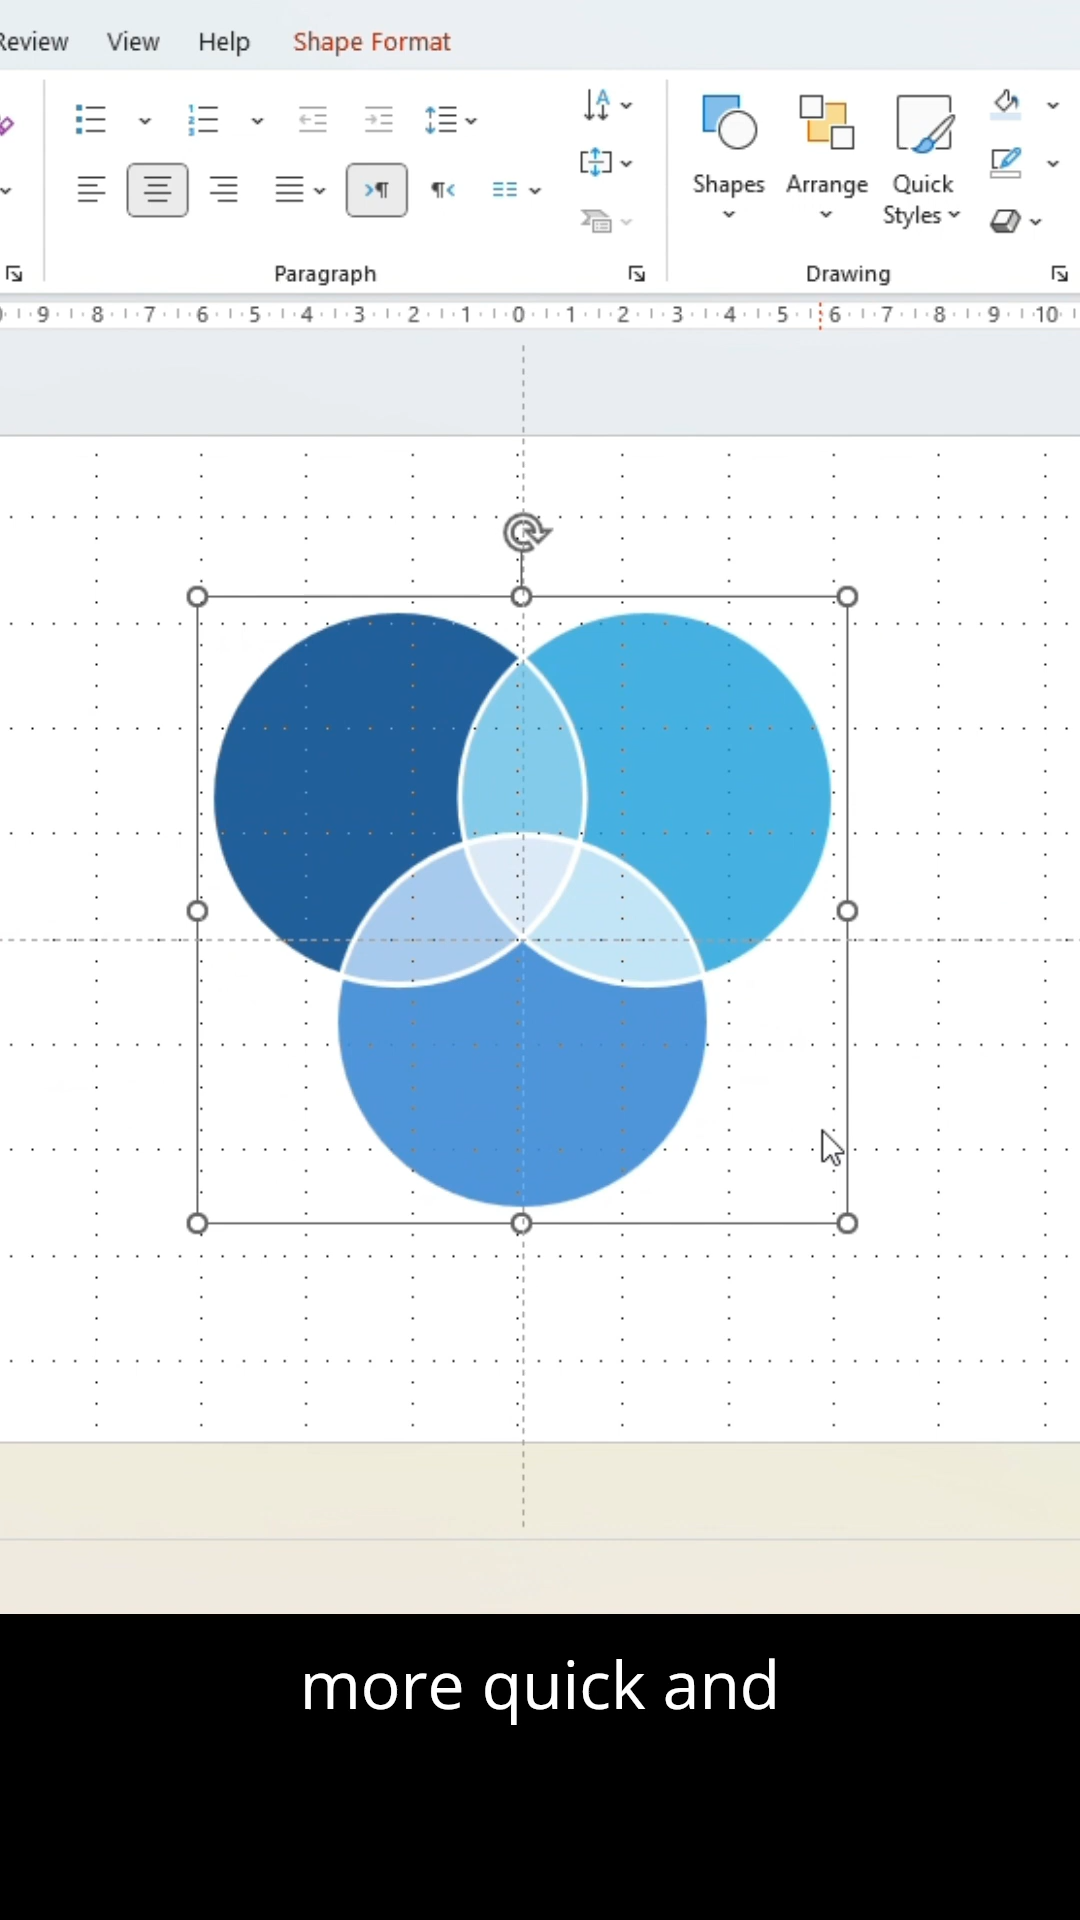 Review View Help Shape Format
Shapes Arrange Quick Styles
Paragraph Drawing
9 8 7 6 5 4 3 2 1 0 1 2 3 4 5 6 7 8 9 10
more quick and